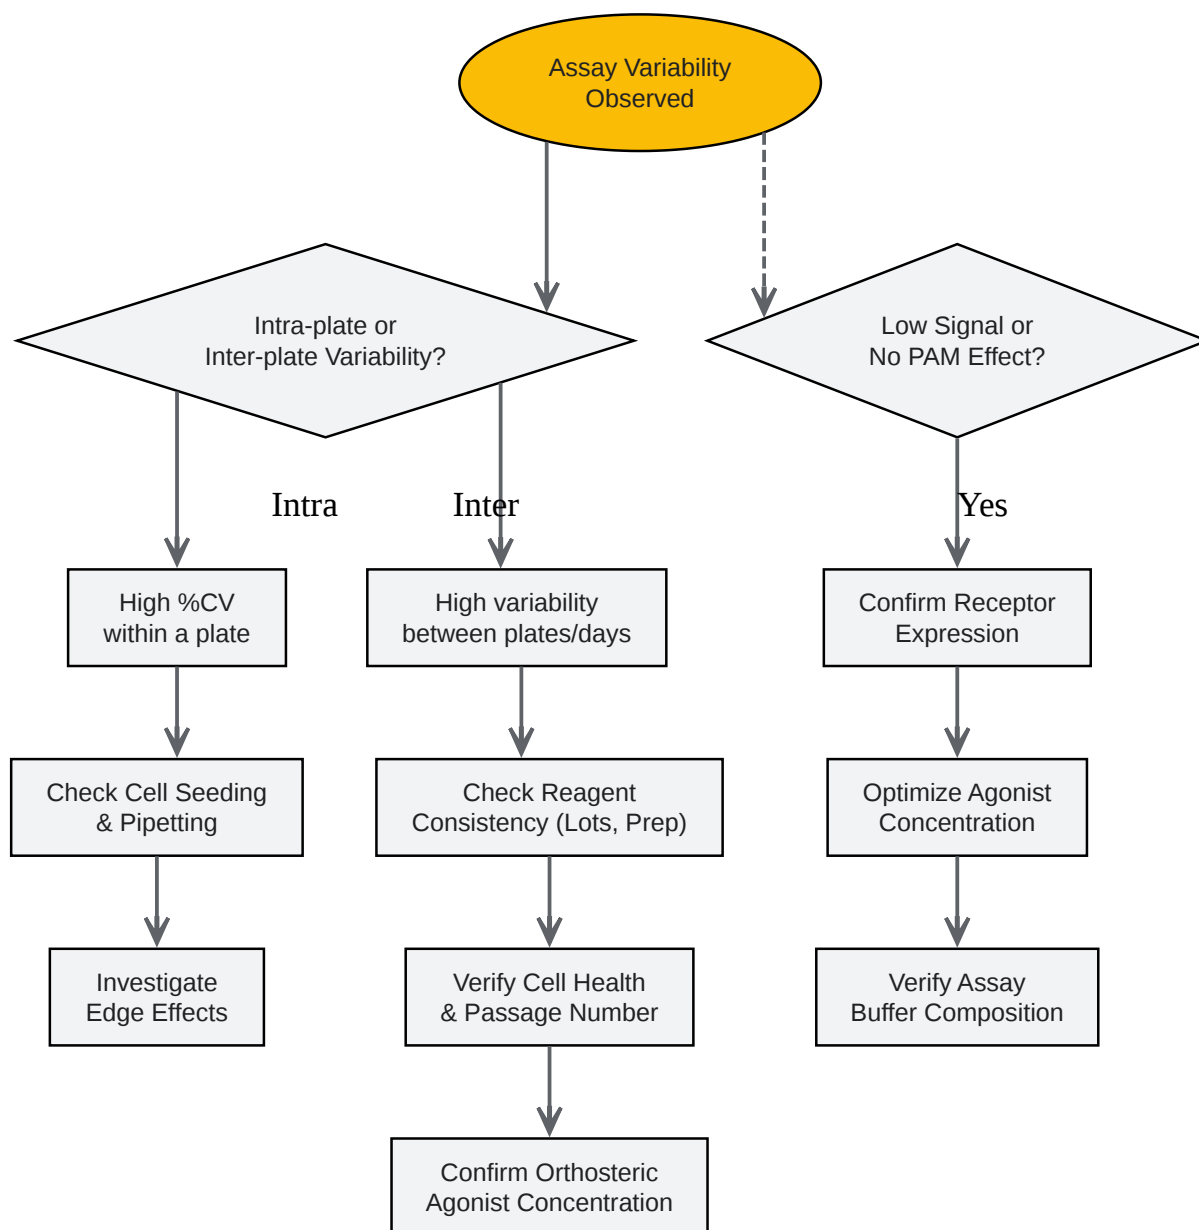 Assay Variability
Observed
Intra-plate or
Inter-plate Variability?
Low Signal or
No PAM Effect?
Intra
Inter
Yes
High %CV
within a plate
High variability
between plates/days
Confirm Receptor
Expression
Check Cell Seeding
& Pipetting
Check Reagent
Consistency (Lots, Prep)
Optimize Agonist
Concentration
Investigate
Edge Effects
Verify Cell Health
& Passage Number
Verify Assay
Buffer Composition
Confirm Orthosteric
Agonist Concentration